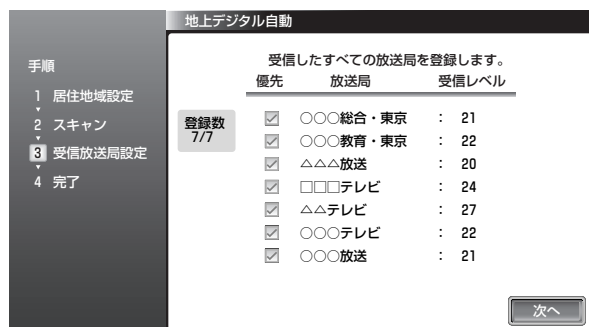 地上デジタル自動
手順
1 居住地域設定
2 スキャン
3 受信放送局設定
4 完了
受信したすべての放送局を登録します。
優先 放送局 受信レベル
登録数
7/7
○○○総合・東京 : 21
○○○教育・東京 : 22
△△△放送 : 20
□□□テレビ : 24
△△テレビ : 27
○○○テレビ : 22
○○○放送 : 21
次へ